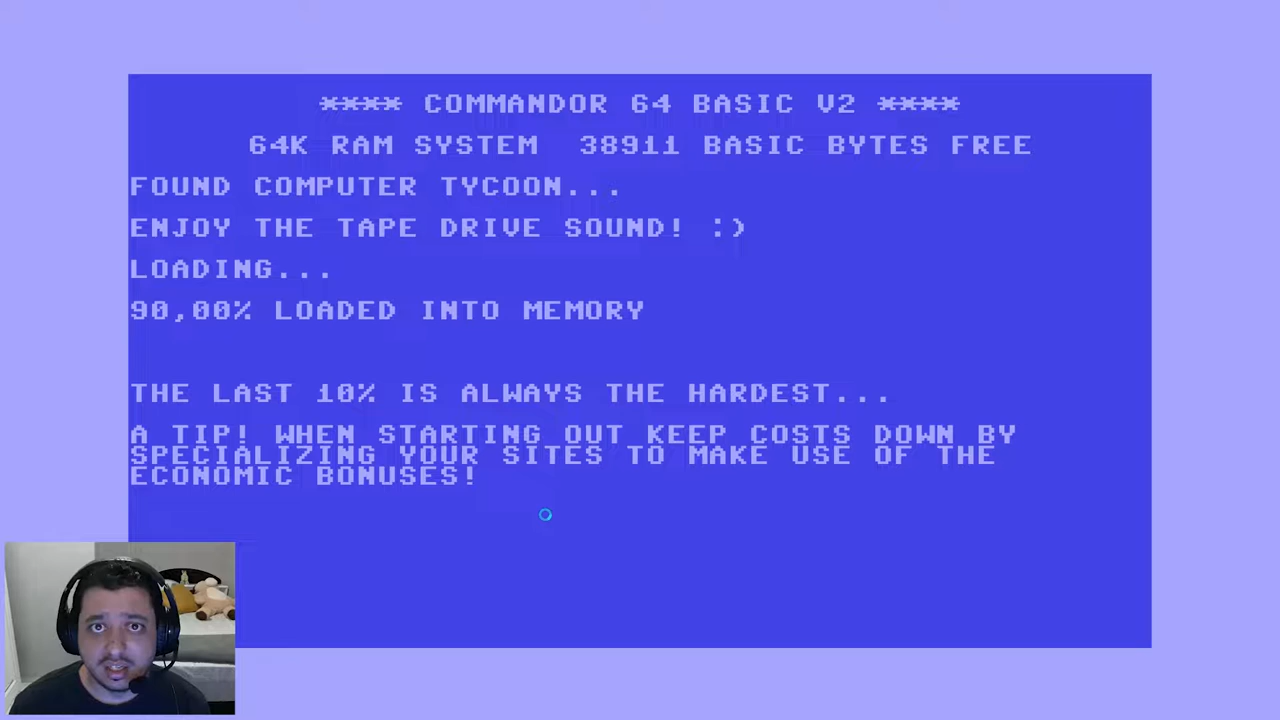 **** COMMANDOR 64 BASIC V2 ****
64K RAM SYSTEM 38911 BASIC BYTES FREE
FOUND COMPUTER TYCOON...
ENJOY THE TAPE DRIVE SOUND! :)
LOADING...
90,00% LOADED INTO MEMORY
THE LAST 10% IS ALWAYS THE HARDEST...
A TIP! WHEN STARTING OUT KEEP COSTS DOWN BY
SPECIALIZING YOUR SITES TO MAKE USE OF THE
ECONOMIC BONUSES!